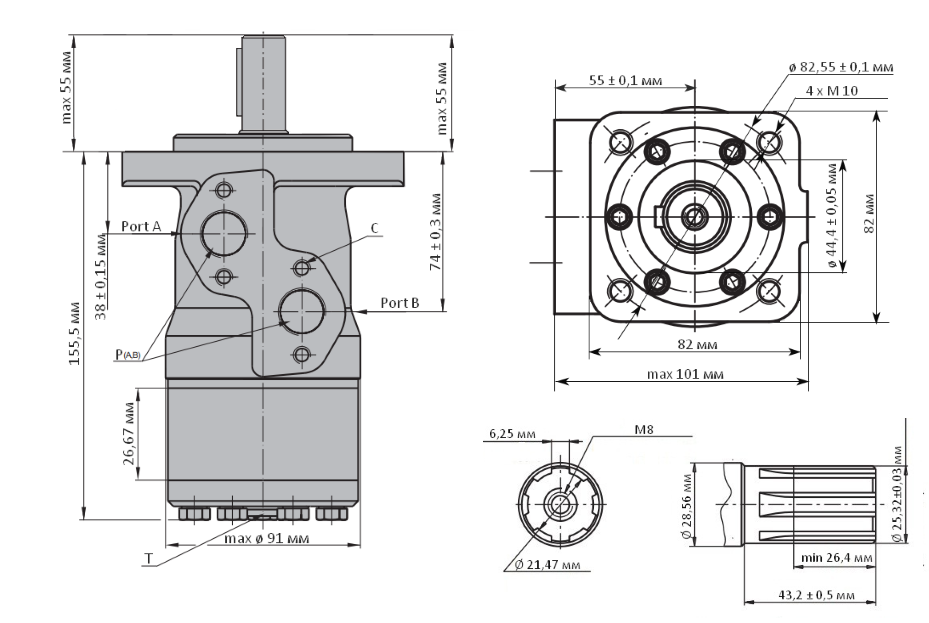 max 55 мм
max 55 мм
Port A
38 ± 0,15 мм
155,5 мм
C
74 ± 0,3 мм
Port B
P(A,B)
26,67 мм
max ø 91 мм
T
55 ± 0,1 мм
ø 82,55 ± 0,1 мм
4 x M 10
ø 44,4 ± 0,05 мм
82 мм
82 мм
max 101 мм
6,25 мм
M8
Ø 21,47 мм
Ø 28,56 мм
Ø 25,32±0,03 мм
min 26,4 мм
43,2 ± 0,5 мм